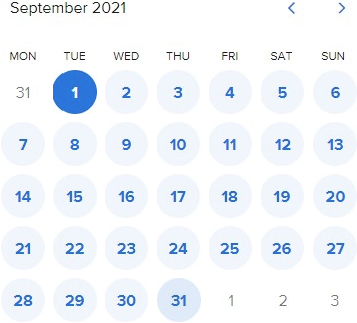 September 2021
MON TUE WED THU FRI SAT SUN
31 1 2 3 4 5 6
7 8 9 10 11 12 13
14 15 16 17 18 19 20
21 22 23 24 25 26 27
28 29 30 31 1 2 3